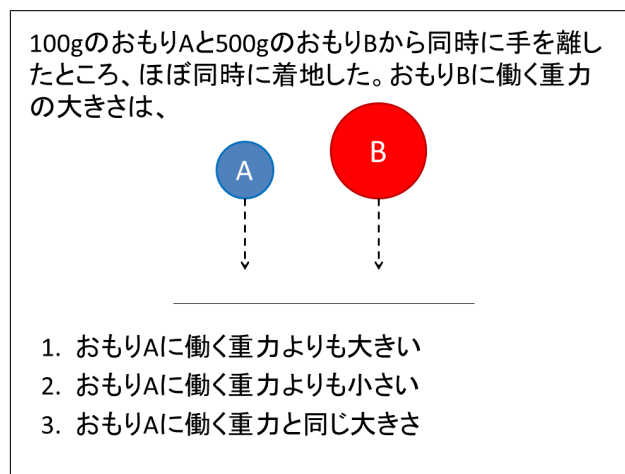 100gのおもりAと500gのおもりBから同時に手を離し
たところ、ほぼ同時に着地した。おもりBに働く重力
の大きさは、
A
B
1. おもりAに働く重力よりも大きい
2. おもりAに働く重力よりも小さい
3. おもりAに働く重力と同じ大きさ